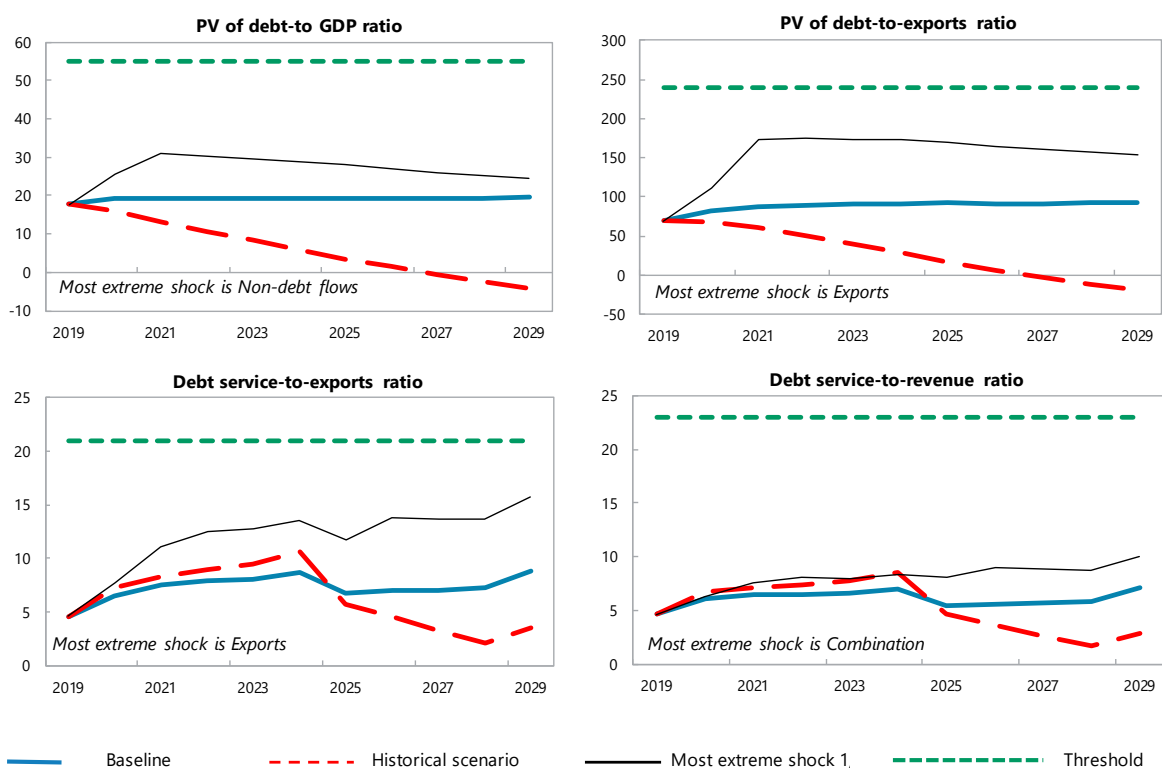 PV of debt-to GDP ratio
60
50
40
30
20
10
0
-10
Most extreme shock is Non-debt flows
2019 2021 2023 2025 2027 2029
PV of debt-to-exports ratio
300
250
200
150
100
50
0
-50
Most extreme shock is Exports
2019 2021 2023 2025 2027 2029
Debt service-to-exports ratio
25
20
15
10
5
0
Most extreme shock is Exports
2019 2021 2023 2025 2027 2029
Debt service-to-revenue ratio
25
20
15
10
5
0
Most extreme shock is Combination
2019 2021 2023 2025 2027 2029
Baseline Historical scenario Most extreme shock 1 Threshold